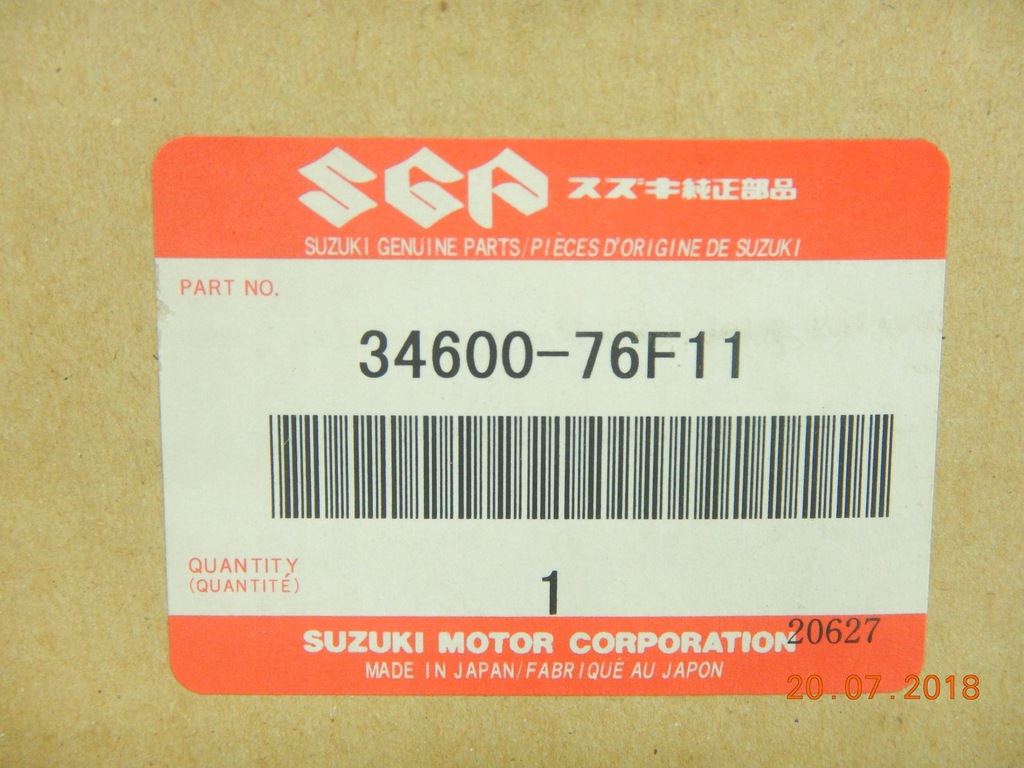 SGP スズキ純正部品
SUZUKI GENUINE PARTS/PIÈCES D'ORIGINE DE SUZUKI
PART NO.
34600-76F11
QUANTITY
(QUANTITÉ)
1
SUZUKI MOTOR CORPORATION
20627
MADE IN JAPAN/FABRIQUÉ AU JAPON
20.07.2018